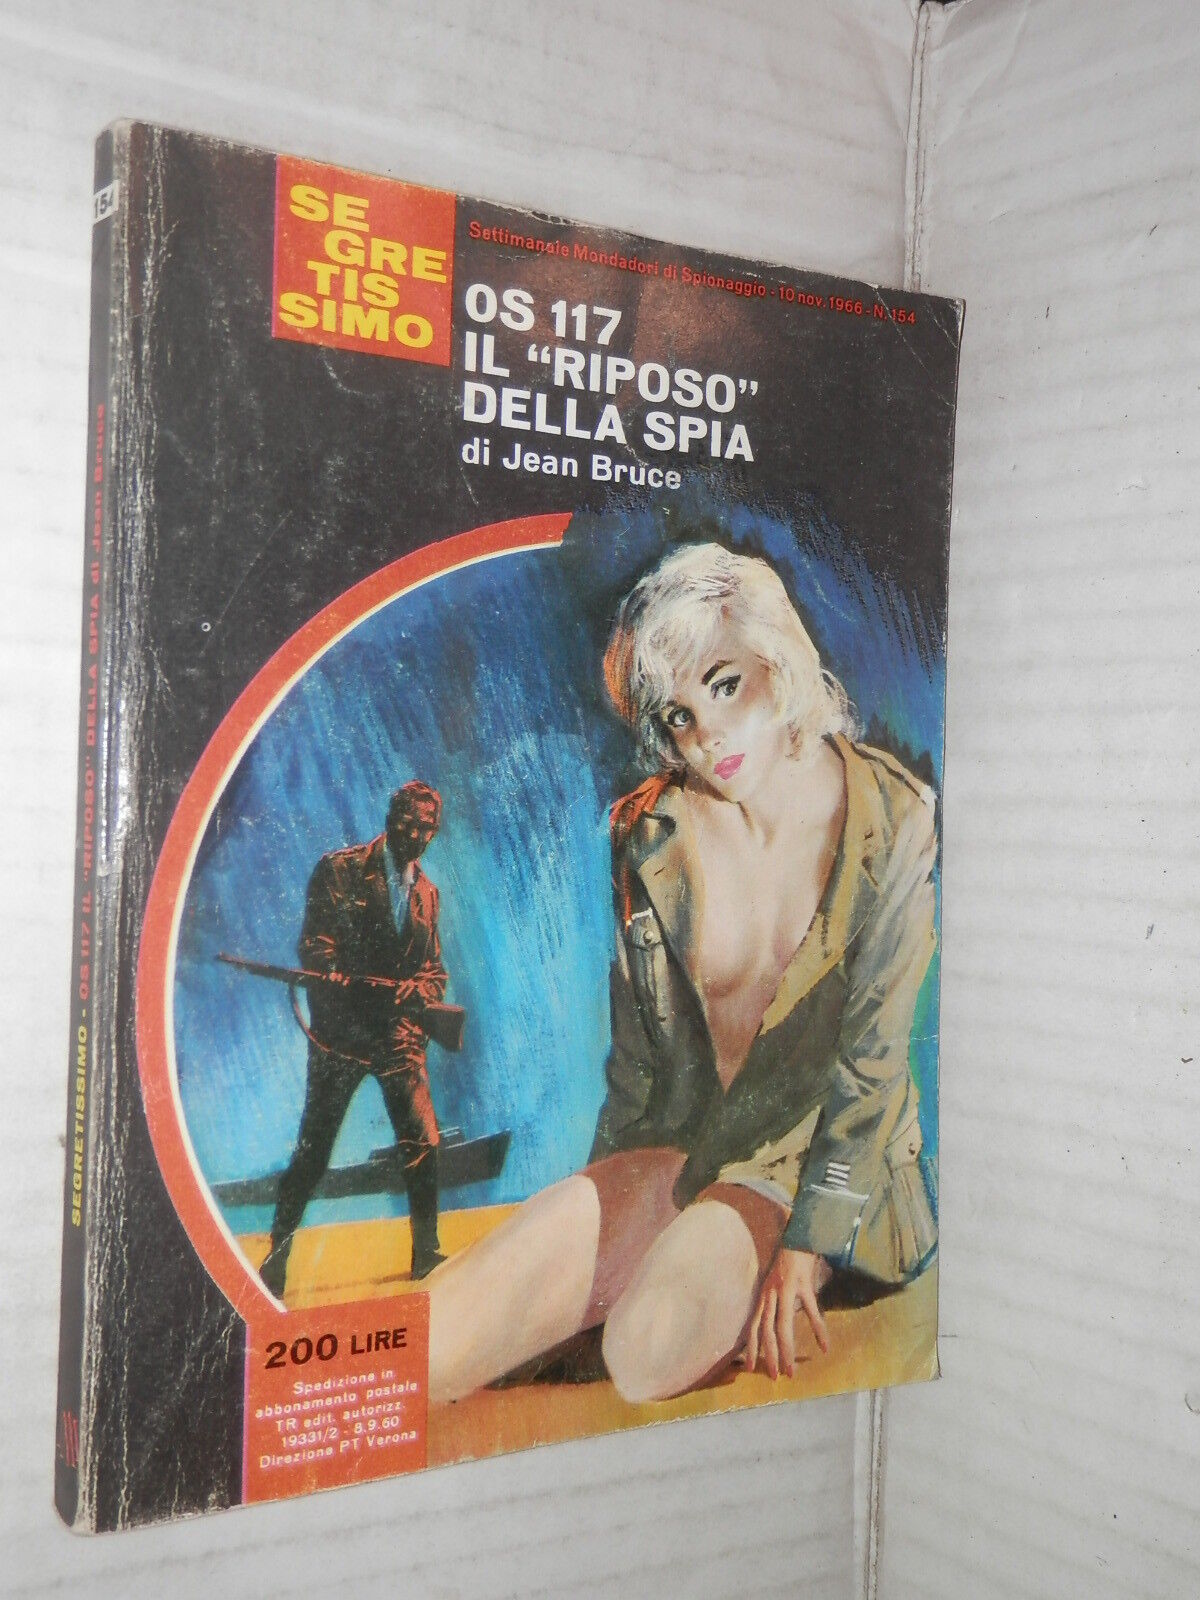 154
SEGRETISSIMO - OS 117 IL "RIPOSO" DELLA SPIA di Jean Bruce
SE
GRE
TIS
SIMO
Settimanale Mondadori di Spionaggio - 10 nov. 1966 - N. 154
OS 117
IL “RIPOSO”
DELLA SPIA
di Jean Bruce
200 LIRE
Spedizione in
abbonamento postale
TR edit. autorizz.
19331/2 - 8.9.60
Direzione PT Verona